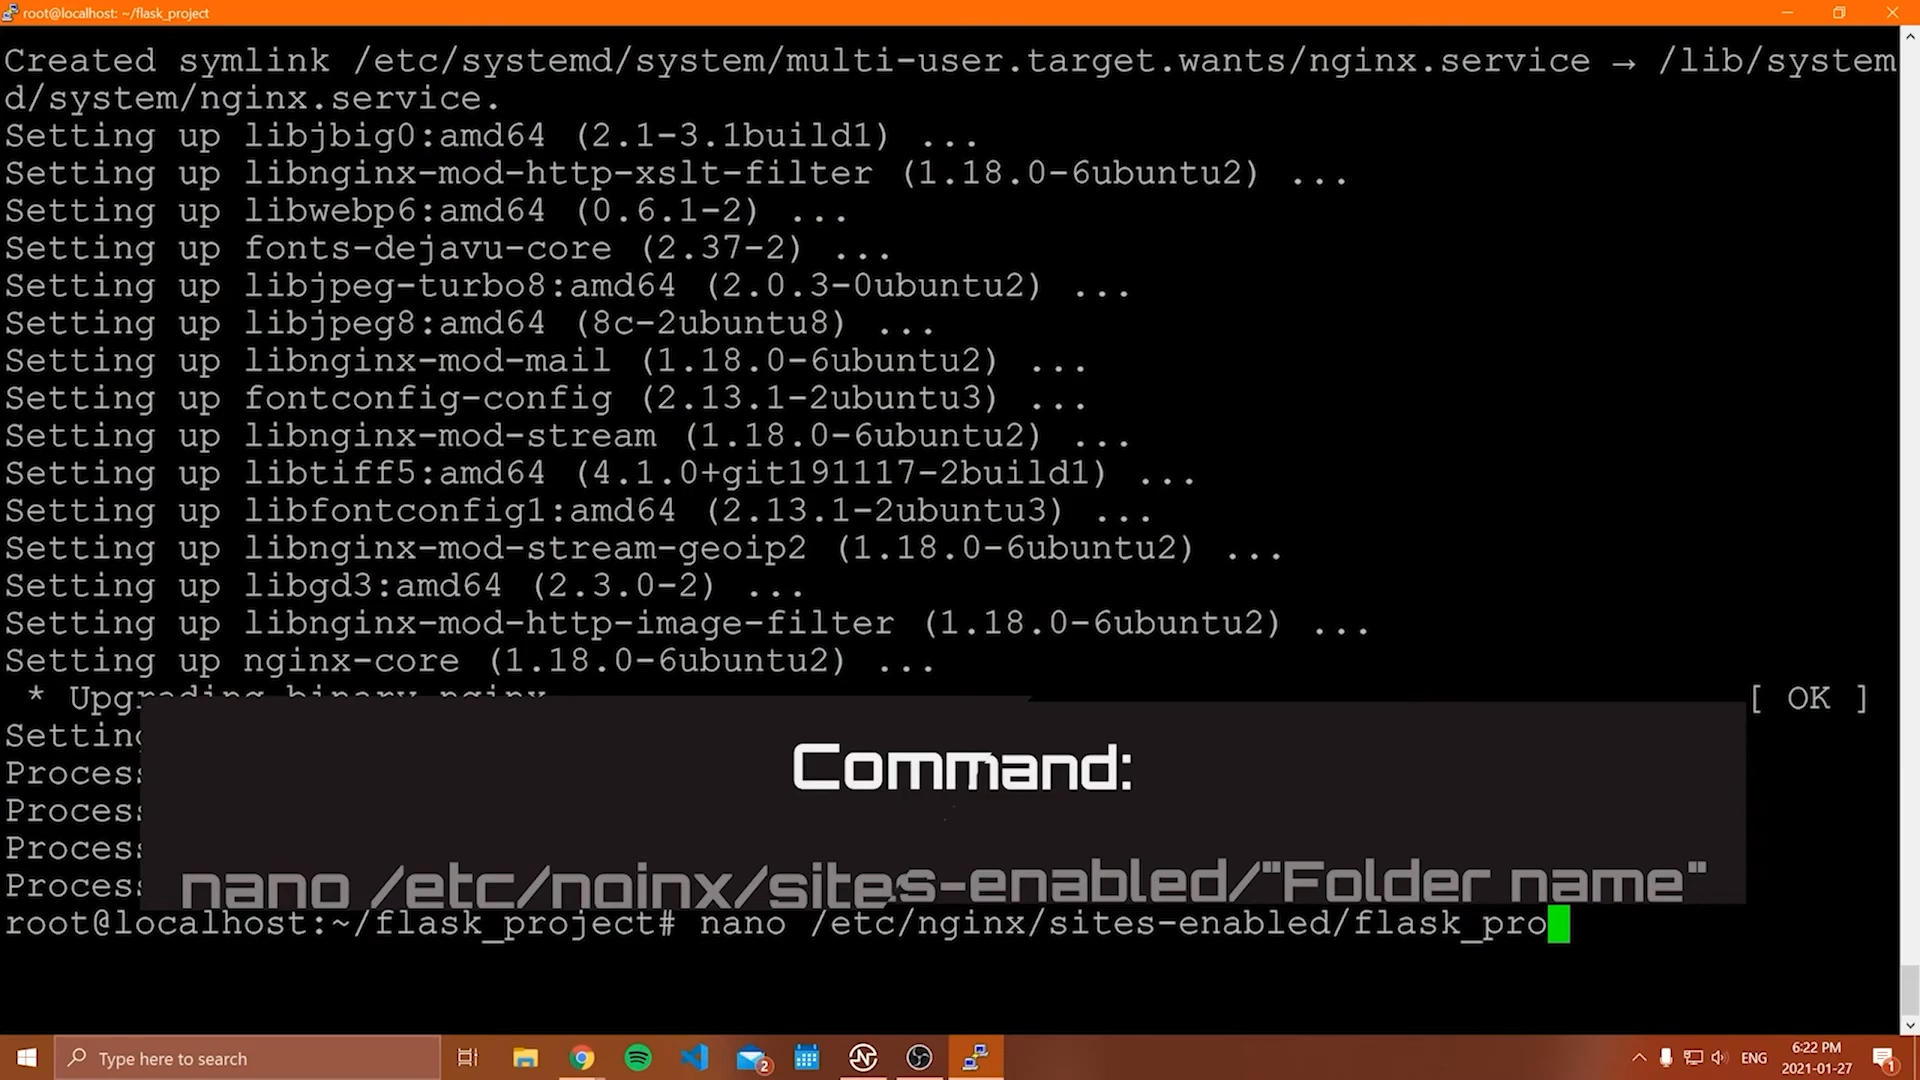 root@localhost: ~/flask_project
Created symlink /etc/systemd/system/multi-user.target.wants/nginx.service → /lib/system
d/system/nginx.service.
Setting up libjbig0:amd64 (2.1-3.1build1) ...
Setting up libnginx-mod-http-xslt-filter (1.18.0-6ubuntu2) ...
Setting up libwebp6:amd64 (0.6.1-2) ...
Setting up fonts-dejavu-core (2.37-2) ...
Setting up libjpeg-turbo8:amd64 (2.0.3-0ubuntu2) ...
Setting up libjpeg8:amd64 (8c-2ubuntu8) ...
Setting up libnginx-mod-mail (1.18.0-6ubuntu2) ...
Setting up fontconfig-config (2.13.1-2ubuntu3) ...
Setting up libnginx-mod-stream (1.18.0-6ubuntu2) ...
Setting up libtiff5:amd64 (4.1.0+git191117-2build1) ...
Setting up libfontconfig1:amd64 (2.13.1-2ubuntu3) ...
Setting up libnginx-mod-stream-geoip2 (1.18.0-6ubuntu2) ...
Setting up libgd3:amd64 (2.3.0-2) ...
Setting up libnginx-mod-http-image-filter (1.18.0-6ubuntu2) ...
Setting up nginx-core (1.18.0-6ubuntu2) ...
* Upgrading binary nginx [ OK ]
Setting
Process
Process
Process
Process
Command:
nano /etc/nginx/sites-enabled/"Folder name"
root@localhost:~/flask_project# nano /etc/nginx/sites-enabled/flask_pro
Type here to search
2
ENG
6:22 PM
2021-01-27
1